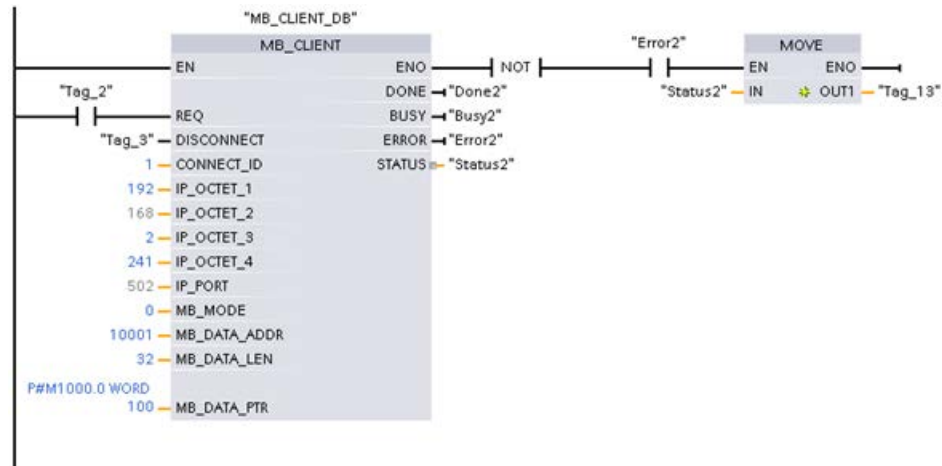 "MB_CLIENT_DB"
MB_CLIENT "Error2" MOVE
EN ENO NOT EN ENO
"Tag_2" DONE "Done2" "Status2" IN OUT1 "Tag_13"
REQ BUSY "Busy2"
"Tag_3" DISCONNECT ERROR "Error2"
1 CONNECT_ID STATUS "Status2"
192 IP_OCTET_1
168 IP_OCTET_2
2 IP_OCTET_3
241 IP_OCTET_4
502 IP_PORT
0 MB_MODE
10001 MB_DATA_ADDR
32 MB_DATA_LEN
P#M1000.0 WORD
100 MB_DATA_PTR